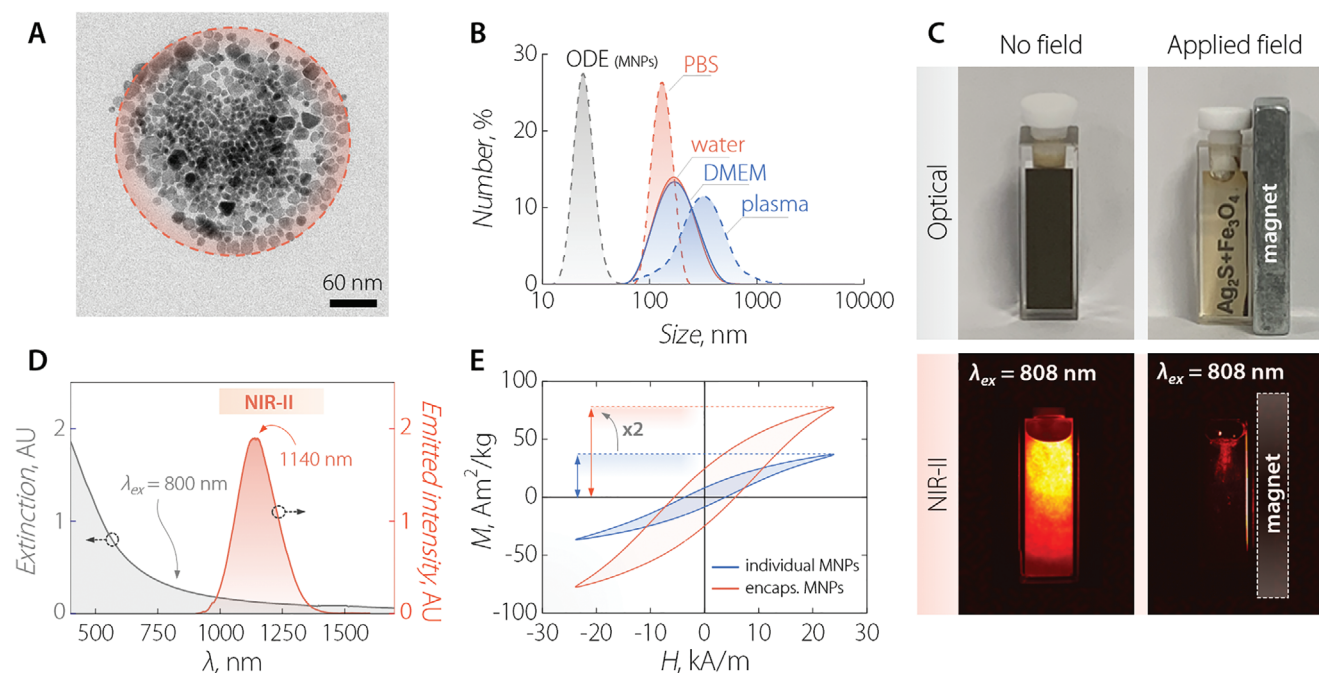 A
60 nm
B
Number, %
30
20
10
0
ODE (MNPs)
PBS
water
DMEM
plasma
10
100
1000
10000
Size, nm
C
No field
Applied field
Optical
Ag₂S+Fe₃O₄
magnet
NIR-II
λex = 808 nm
λex = 808 nm
magnet
D
Extinction, AU
2
1
0
NIR-II
1140 nm
λex = 800 nm
2
1
0
Emitted intensity, AU
500
750
1000
1250
1500
λ, nm
E
M, Am²/kg
100
50
0
-50
-100
x2
individual MNPs
encaps. MNPs
-30
-20
-10
0
10
20
30
H, kA/m